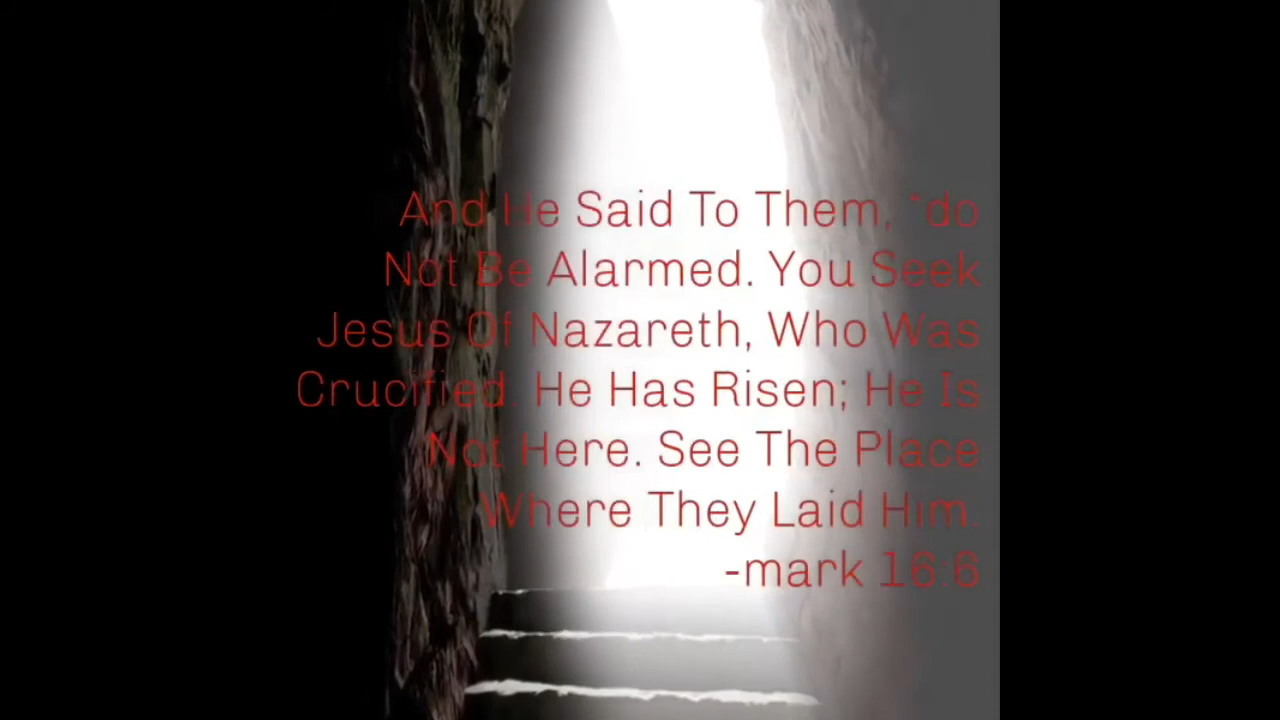 And He Said To Them, "do
Not Be Alarmed. You Seek
Jesus Of Nazareth, Who Was
Crucified. He Has Risen; He Is
Not Here. See The Place
Where They Laid Him.
-mark 16:6